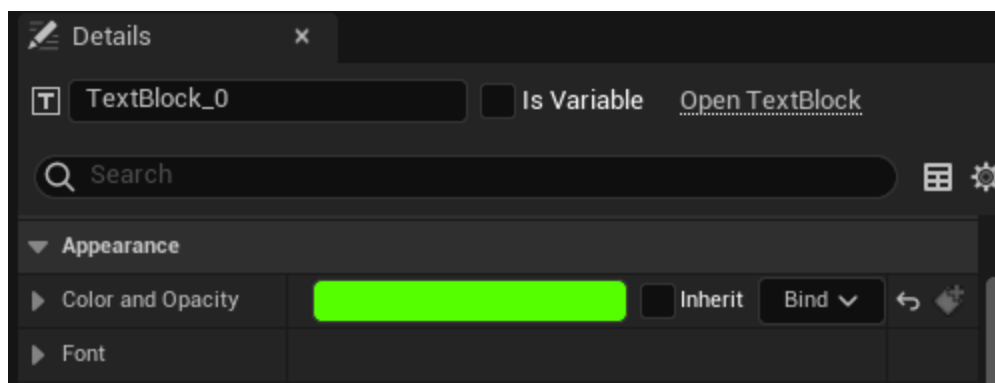 Details
TextBlock_0 Is Variable Open TextBlock
Search
Appearance
Color and Opacity Inherit Bind
Font